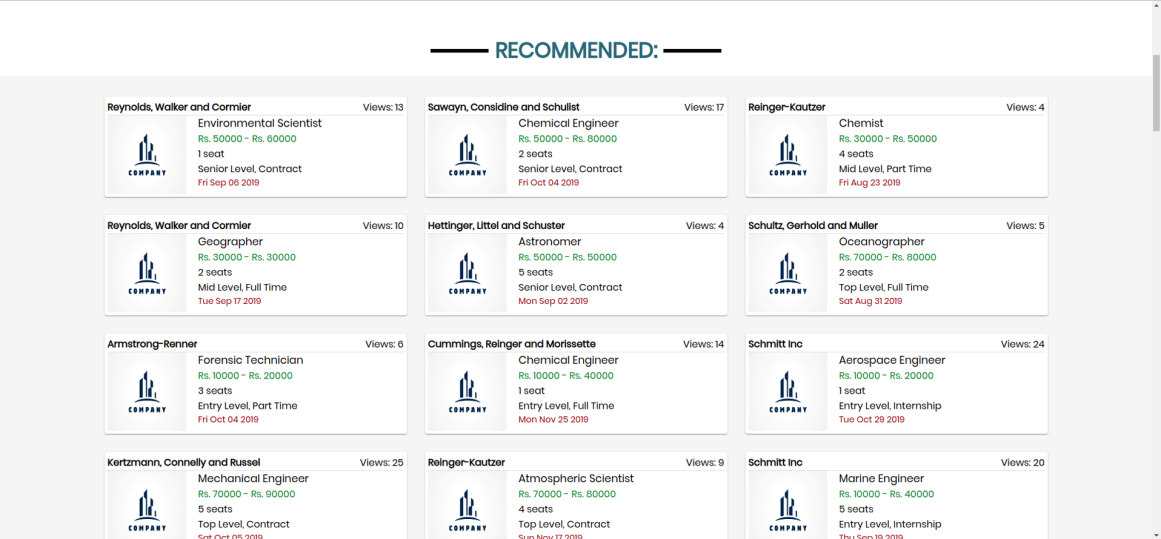 RECOMMENDED:
Reynolds, Walker and Cormier Views: 13
COMPANY
Environmental Scientist
Rs. 50000 - Rs. 60000
1 seat
Senior Level, Contract
Fri Sep 06 2019
Sawayn, Considine and Schulist Views: 17
COMPANY
Chemical Engineer
Rs. 50000 - Rs. 80000
2 seats
Senior Level, Contract
Fri Oct 04 2019
Reinger-Kautzer Views: 4
COMPANY
Chemist
Rs. 30000 - Rs. 50000
4 seats
Mid Level, Part Time
Fri Aug 23 2019
Reynolds, Walker and Cormier Views: 10
COMPANY
Geographer
Rs. 30000 - Rs. 30000
2 seats
Mid Level, Full Time
Tue Sep 17 2019
Hettinger, Littel and Schuster Views: 4
COMPANY
Astronomer
Rs. 50000 - Rs. 50000
5 seats
Senior Level, Contract
Mon Sep 02 2019
Schultz, Gerhold and Muller Views: 5
COMPANY
Oceanographer
Rs. 70000 - Rs. 80000
2 seats
Top Level, Full Time
Sat Aug 31 2019
Armstrong-Renner Views: 6
COMPANY
Forensic Technician
Rs. 10000 - Rs. 20000
3 seats
Entry Level, Part Time
Fri Oct 04 2019
Cummings, Reinger and Morissette Views: 14
COMPANY
Chemical Engineer
Rs. 10000 - Rs. 40000
1 seat
Entry Level, Full Time
Mon Nov 25 2019
Schmitt Inc Views: 24
COMPANY
Aerospace Engineer
Rs. 10000 - Rs. 20000
1 seat
Entry Level, Internship
Tue Oct 29 2019
Kertzmann, Connelly and Russel Views: 25
COMPANY
Mechanical Engineer
Rs. 70000 - Rs. 90000
5 seats
Top Level, Contract
Sat Oct 05 2019
Reinger-Kautzer Views: 9
COMPANY
Atmospheric Scientist
Rs. 70000 - Rs. 80000
4 seats
Top Level, Contract
Sun Nov 17 2019
Schmitt Inc Views: 20
COMPANY
Marine Engineer
Rs. 10000 - Rs. 40000
5 seats
Entry Level, Internship
Thu Sep 19 2019